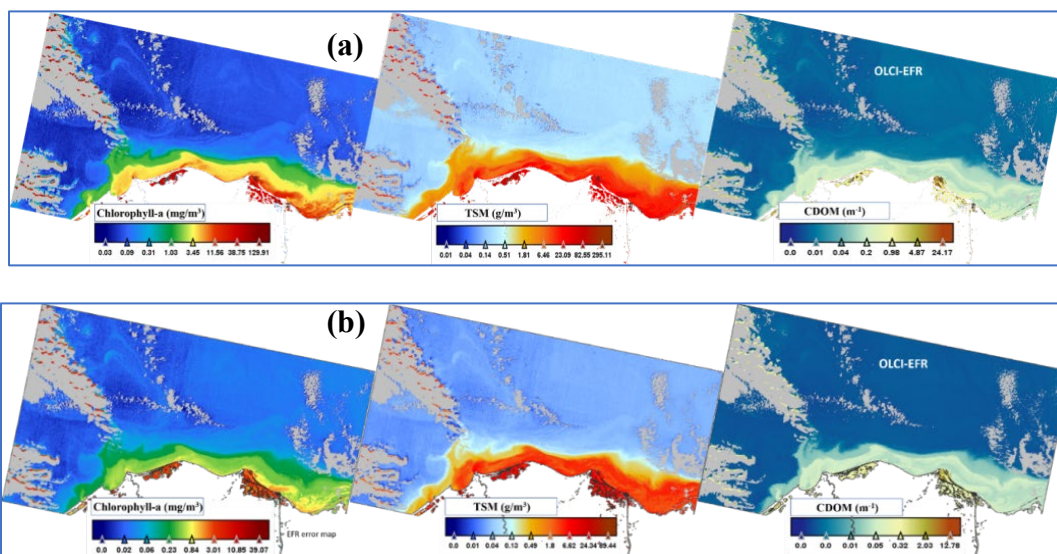 (a)
OLCI-EFR
Chlorophyll-a (mg/m³)
0.03 0.09 0.31 1.03 3.45 11.56 38.75 129.91
TSM (g/m³)
0.01 0.04 0.14 0.51 1.81 6.46 23.09 82.55 295.11
CDOM (m⁻¹)
0.0 0.01 0.04 0.2 0.98 4.87 24.17
(b)
OLCI-EFR
Chlorophyll-a (mg/m³)
0.0 0.02 0.06 0.23 0.84 3.01 10.85 39.07
EFR error map
TSM (g/m³)
0.0 0.01 0.04 0.13 0.49 1.8 6.62 24.34 89.44
CDOM (m⁻¹)
0.0 0.01 0.05 0.32 2.03 12.78